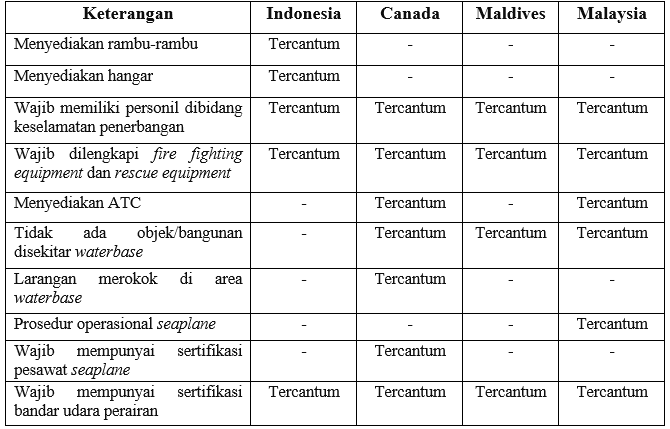 Keterangan Indonesia Canada Maldives Malaysia
Menyediakan rambu-rambu Tercantum - - -
Menyediakan hangar Tercantum - - -
Wajib memiliki personil dibidang Tercantum Tercantum Tercantum Tercantum
keselamatan penerbangan
Wajib dilengkapi fire fighting Tercantum Tercantum Tercantum Tercantum
equipment dan rescue equipment
Menyediakan ATC - Tercantum - Tercantum
Tidak ada objek/bangunan - Tercantum Tercantum Tercantum
disekitar waterbase
Larangan merokok di area - Tercantum - -
waterbase
Prosedur operasional seaplane - - - Tercantum
Wajib mempunyai sertifikasi - Tercantum - -
pesawat seaplane
Wajib mempunyai sertifikasi Tercantum Tercantum Tercantum Tercantum
bandar udara perairan